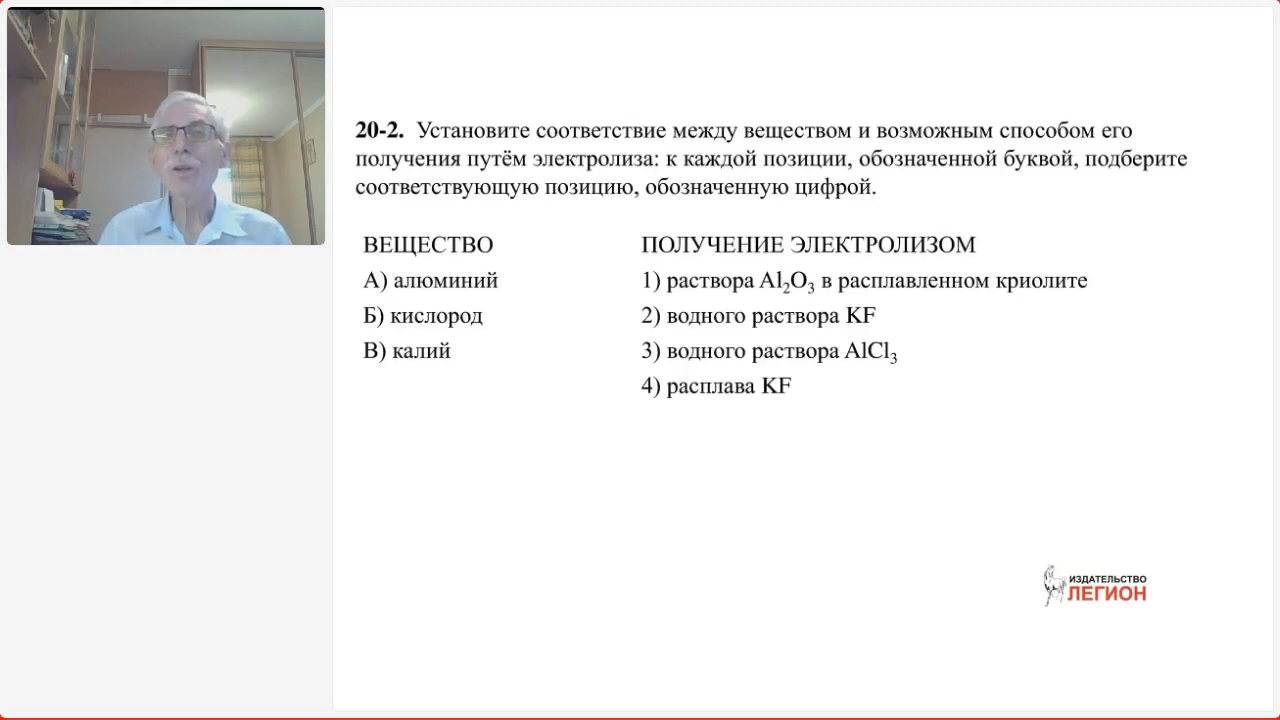 20-2. Установите соответствие между веществом и возможным способом его
получения путём электролиза: к каждой позиции, обозначенной буквой, подберите
соответствующую позицию, обозначенную цифрой.
ВЕЩЕСТВО
А) алюминий
Б) кислород
В) калий
ПОЛУЧЕНИЕ ЭЛЕКТРОЛИЗОМ
1) раствора Al₂O₃ в расплавленном криолите
2) водного раствора KF
3) водного раствора AlCl₃
4) расплава KF
ИЗДАТЕЛЬСТВО
ЛЕГИОН